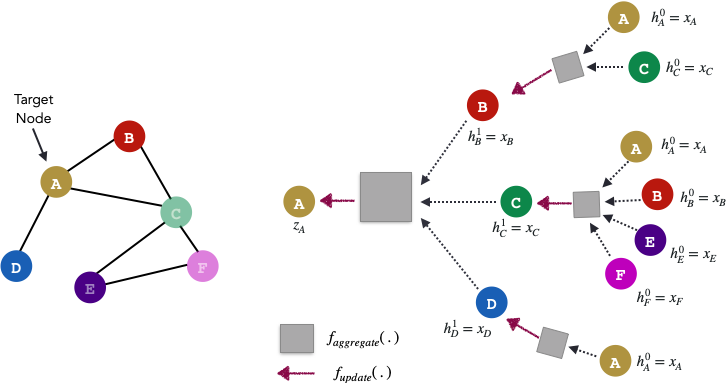 Target
Node
A
B
C
D
E
F
A
z_A
B
h_B^1 = x_B
A
h_A^0 = x_A
C
h_C^0 = x_C
C
h_C^1 = x_C
A
h_A^0 = x_A
B
h_B^0 = x_B
E
h_E^0 = x_E
F
h_F^0 = x_F
D
h_D^1 = x_D
A
h_A^0 = x_A
f_aggregate(.)
f_update(.)